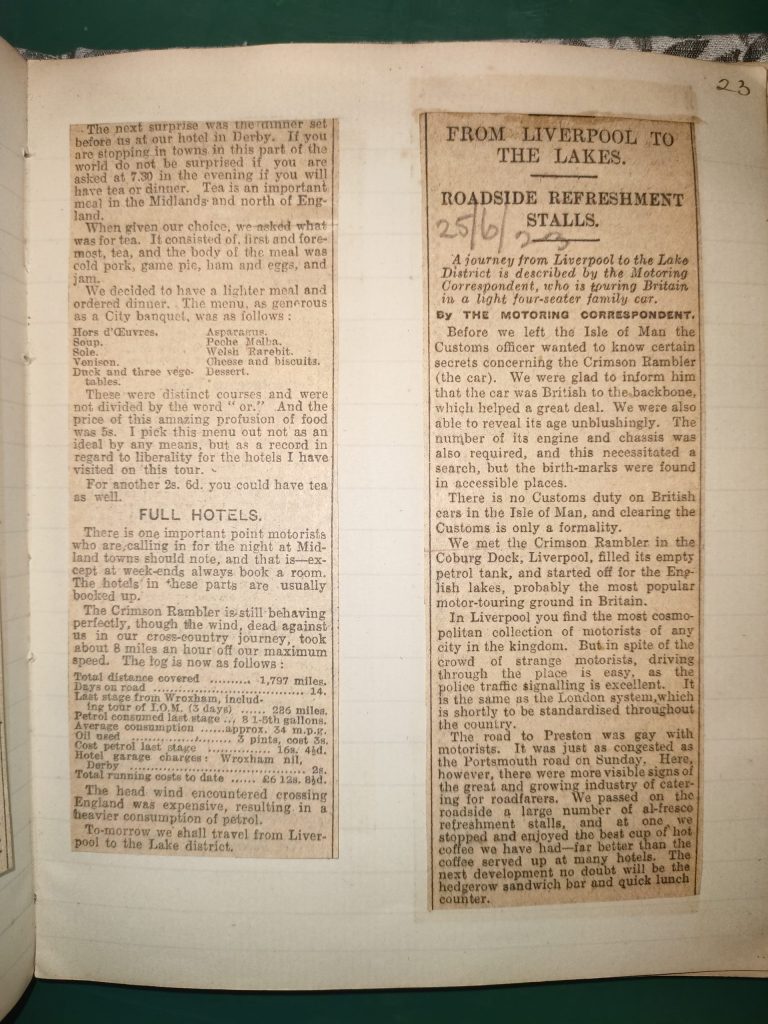 23
The next surprise was the dinner set
before us at our hotel in Derby. If you
are stopping in towns in this part of the
world do not be surprised if you are
asked at 7.30 in the evening if you will
have tea or dinner. Tea is an important
meal in the Midlands and north of Eng-
land.
When given our choice, we asked what
was for tea. It consisted of, first and fore-
most, tea, and the body of the meal was
cold pork, game pie, ham and eggs, and
jam.
We decided to have a lighter meal and
ordered dinner. The menu, as generous
as a City banquet, was as follows:
Hors d'Œuvres. Asparagus.
Soup. Peche Melba.
Sole. Welsh Rarebit.
Venison. Cheese and biscuits.
Duck and three vege- Dessert.
tables.
These were distinct courses and were
not divided by the word "or." And the
price of this amazing profusion of food
was 5s. I pick this menu out not as an
ideal by any means, but as a record in
regard to liberality for the hotels I have
visited on this tour.
For another 2s. 6d. you could have tea
as well.
FULL HOTELS.
There is one important point motorists
who are calling in for the night at Mid-
land towns should note, and that is—ex-
cept at week-ends always book a room.
The hotels in these parts are usually
booked up.
The Crimson Rambler is still behaving
perfectly, though the wind, dead against
us in our cross-country journey, took
about 8 miles an hour off our maximum
speed. The log is now as follows:
Total distance covered .......... 1,797 miles.
Days on road .......... 14.
Last stage from Wroxham, includ-
ing tour of I.O.M. (3 days) ...... 286 miles.
Petrol consumed last stage ... 8 1-5th gallons.
Average consumption ......approx. 34 m.p.g.
Oil used .......... 3 pints, cost 3s.
Cost petrol last stage .......... 16s. 4½d.
Hotel garage charges: Wroxham nil,
Derby .......... 2s.
Total running costs to date ..... £6 12s. 8½d.
The head wind encountered crossing
England was expensive, resulting in a
heavier consumption of petrol.
To-morrow we shall travel from Liver-
pool to the Lake district.
FROM LIVERPOOL TO
THE LAKES.
ROADSIDE REFRESHMENT
STALLS.
25/6/23
A journey from Liverpool to the Lake
District is described by the Motoring
Correspondent, who is touring Britain
in a light four-seater family car.
By THE MOTORING CORRESPONDENT.
Before we left the Isle of Man the
Customs officer wanted to know certain
secrets concerning the Crimson Rambler
(the car). We were glad to inform him
that the car was British to the backbone,
which helped a great deal. We were also
able to reveal its age unblushingly. The
number of its engine and chassis was
also required, and this necessitated a
search, but the birth-marks were found
in accessible places.
There is no Customs duty on British
cars in the Isle of Man, and clearing the
Customs is only a formality.
We met the Crimson Rambler in the
Coburg Dock, Liverpool, filled its empty
petrol tank, and started off for the Eng-
lish lakes, probably the most popular
motor-touring ground in Britain.
In Liverpool you find the most cosmo-
politan collection of motorists of any
city in the kingdom. But in spite of the
crowd of strange motorists, driving
through the place is easy, as the
police traffic signalling is excellent. It
is the same as the London system, which
is shortly to be standardised throughout
the country.
The road to Preston was gay with
motorists. It was just as congested as
the Portsmouth road on Sunday. Here,
however, there were more visible signs of
the great and growing industry of cater-
ing for roadfarers. We passed on the
roadside a large number of al-fresco
refreshment stalls, and at one we
stopped and enjoyed the best cup of hot
coffee we have had—far better than the
coffee served up at many hotels. The
next development no doubt will be the
hedgerow sandwich bar and quick lunch
counter.